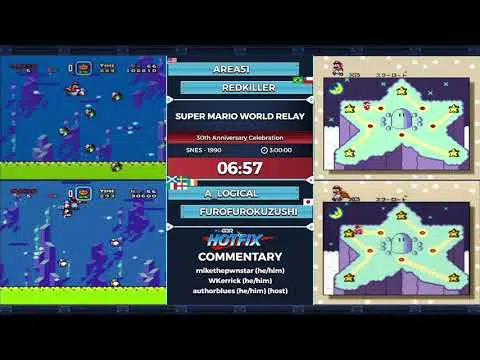 AREA51
REDKILLER
SUPER MARIO WORLD RELAY
30th Anniversary Celebration
SNES - 1990
3:00:00
06:57
A_LOGICAL
FUROFUROKUZUSHI
HOTFIX
COMMENTARY
mikethepwnstar (he/him)
WKerrick (he/him)
authorblues (he/him) (host)
TIME
TIME
スターロード
スターロード